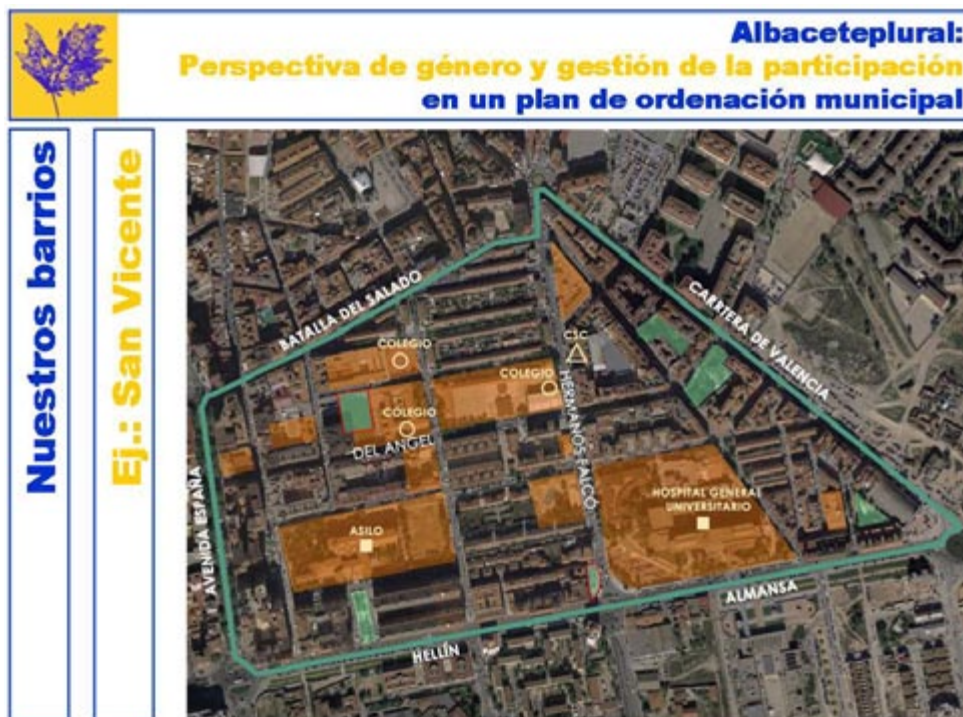 Albaceteplural:
Perspectiva de género y gestión de la participación
en un plan de ordenación municipal
Nuestros barrios
Ej.: San Vicente
BATALLA DEL SALADO
CARRTERA DE VALENCIA
COLEGIO
CSC
COLEGIO
HERMANOS FALCÓ
COLEGIO
DEL ANGEL
AVENIDA ESPAÑA
HOSPITAL GENERAL
UNIVERSITARIO
ASILO
ALMANSA
HELLÍN